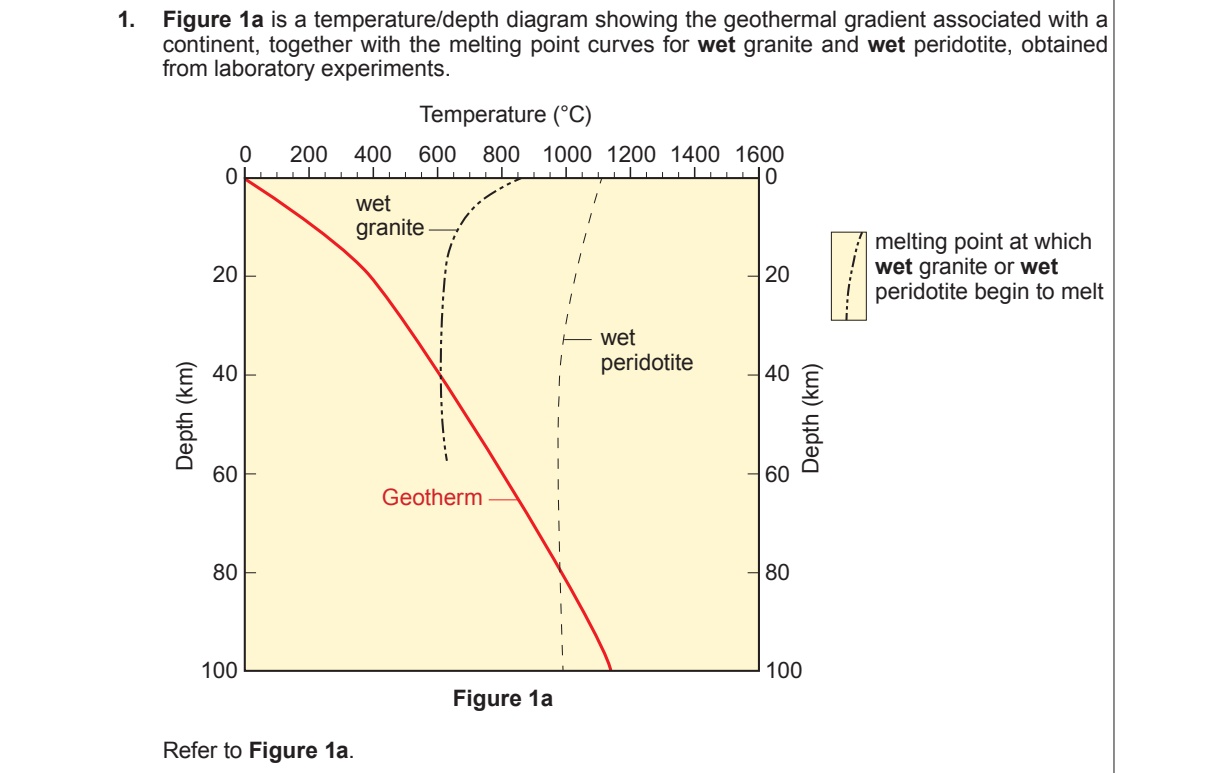 1. Figure 1a is a temperature/depth diagram showing the geothermal gradient associated with a
continent, together with the melting point curves for wet granite and wet peridotite, obtained
from laboratory experiments.
Temperature (°C)
0 200 400 600 800 1000 1200 1400 1600
0 0
wet
granite
melting point at which
wet granite or wet
peridotite begin to melt
20 20
wet
peridotite
40 40
Depth (km)
Depth (km)
60 60
Geotherm
80 80
100 100
Figure 1a
Refer to Figure 1a.